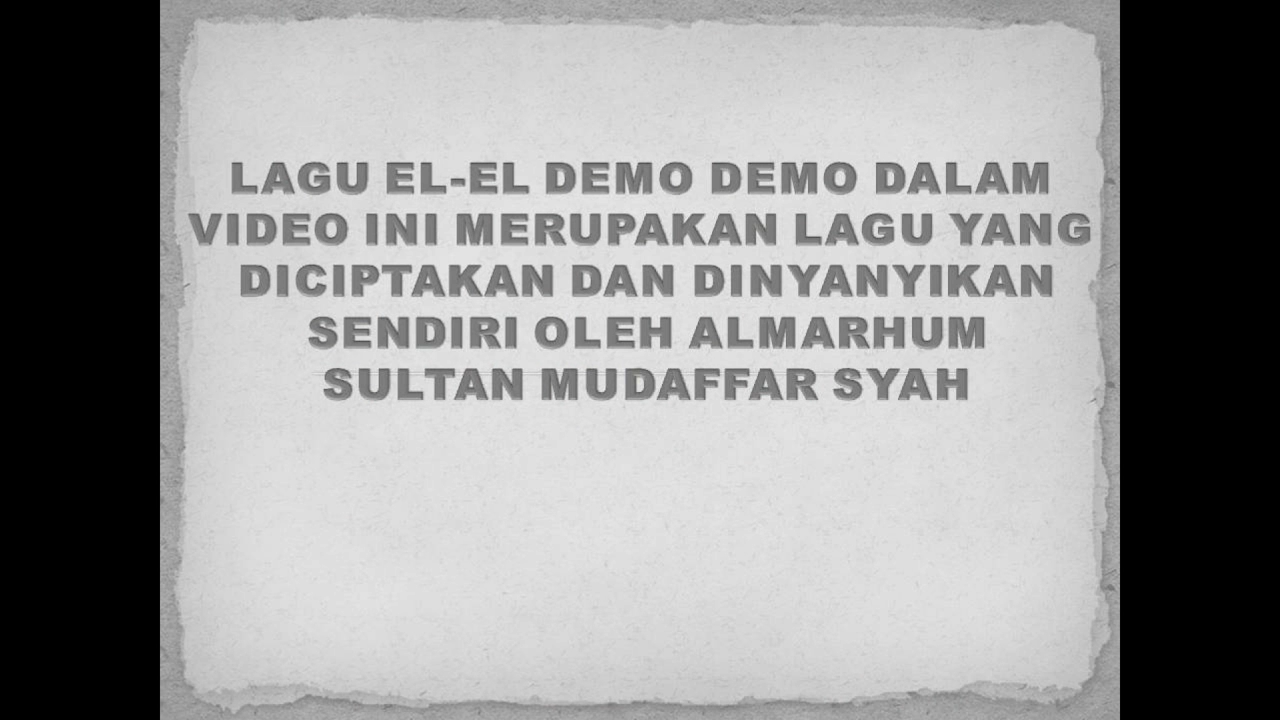 LAGU EL-EL DEMO DEMO DALAM
VIDEO INI MERUPAKAN LAGU YANG
DICIPTAKAN DAN DINYANYIKAN
SENDIRI OLEH ALMARHUM
SULTAN MUDAFFAR SYAH